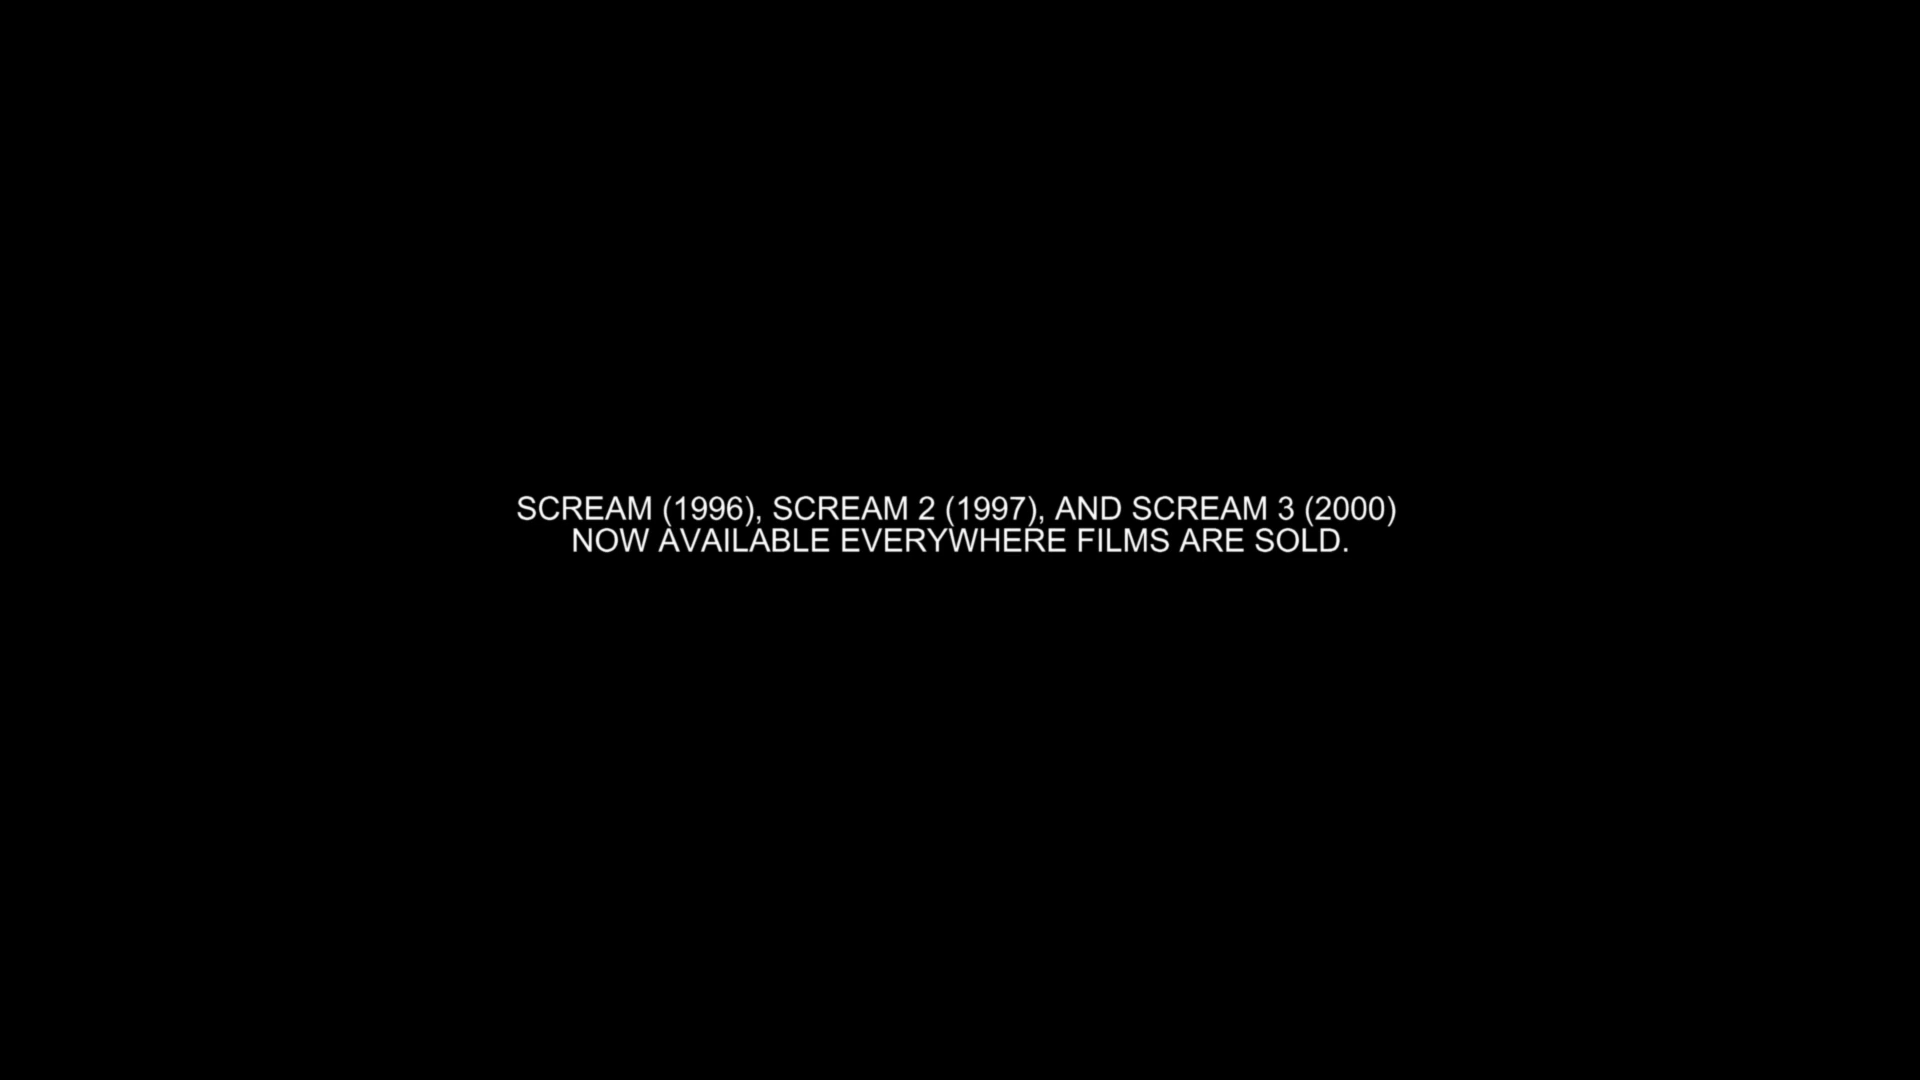 SCREAM (1996), SCREAM 2 (1997), AND SCREAM 3 (2000)
NOW AVAILABLE EVERYWHERE FILMS ARE SOLD.